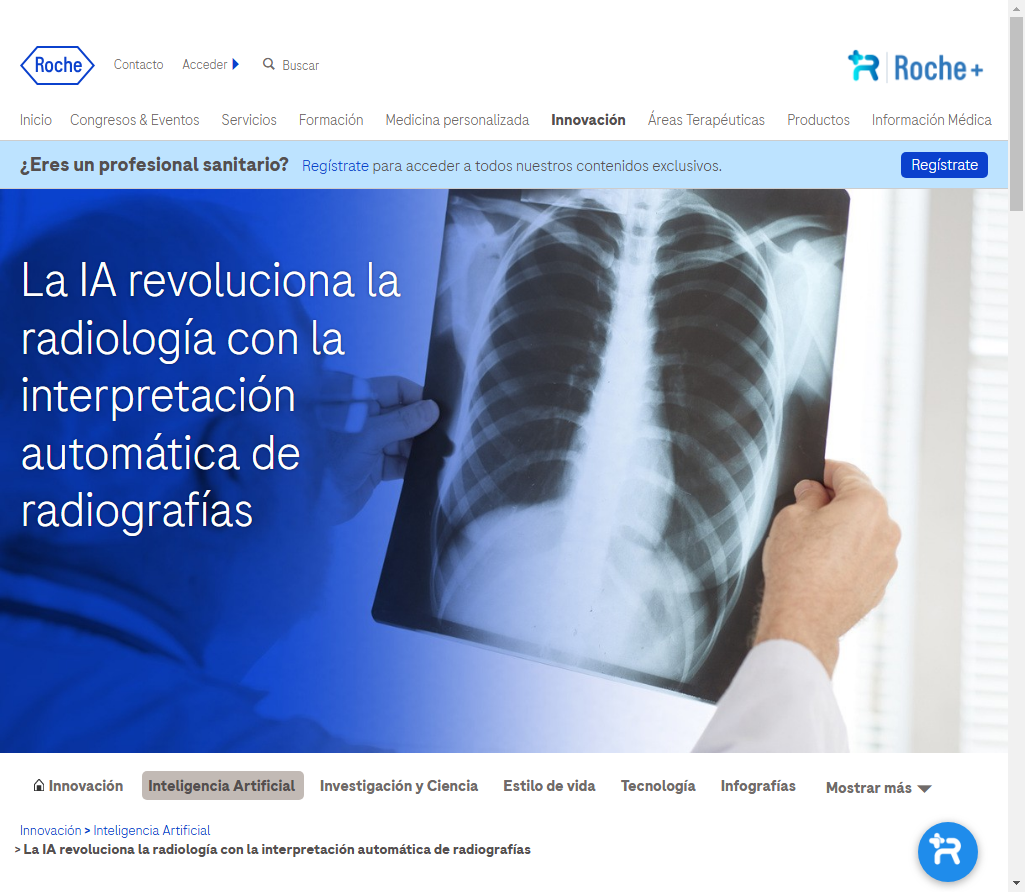 Roche
Contacto
Acceder
Buscar
Roche+
Inicio
Congresos & Eventos
Servicios
Formación
Medicina personalizada
Innovación
Áreas Terapéuticas
Productos
Información Médica
¿Eres un profesional sanitario?
Regístrate para acceder a todos nuestros contenidos exclusivos.
Regístrate
La IA revoluciona la
radiología con la
interpretación
automática de
radiografías
Innovación
Inteligencia Artificial
Investigación y Ciencia
Estilo de vida
Tecnología
Infografías
Mostrar más
Innovación > Inteligencia Artificial
> La IA revoluciona la radiología con la interpretación automática de radiografías